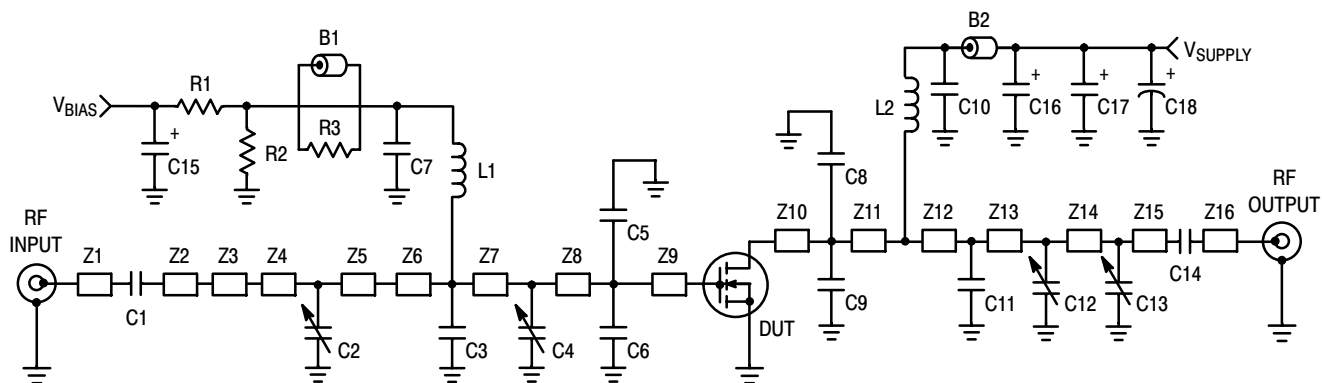 B2
V_SUPPLY
B1
R1
V_BIAS
L2
C10
C16
+
C17
+
C18
+
R3
+
C15
R2
C7
L1
C8
C5
RF
INPUT
RF
OUTPUT
Z1
Z2
Z3
Z4
Z5
Z6
Z7
Z8
Z9
Z10
Z11
Z12
Z13
Z14
Z15
Z16
C1
C2
C3
C4
C6
DUT
C9
C11
C12
C13
C14